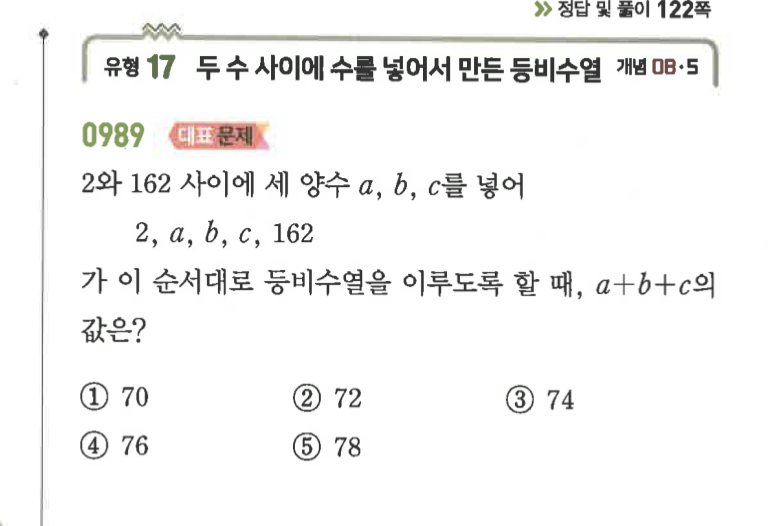 » 정답 및 풀이 122쪽
유형 17 두 수 사이에 수를 넣어서 만든 등비수열 개념 08·5
0989 대표 문제
2와 162 사이에 세 양수 a, b, c를 넣어
2, a, b, c, 162
가 이 순서대로 등비수열을 이루도록 할 때, a+b+c의
값은?
① 70 ② 72 ③ 74
④ 76 ⑤ 78